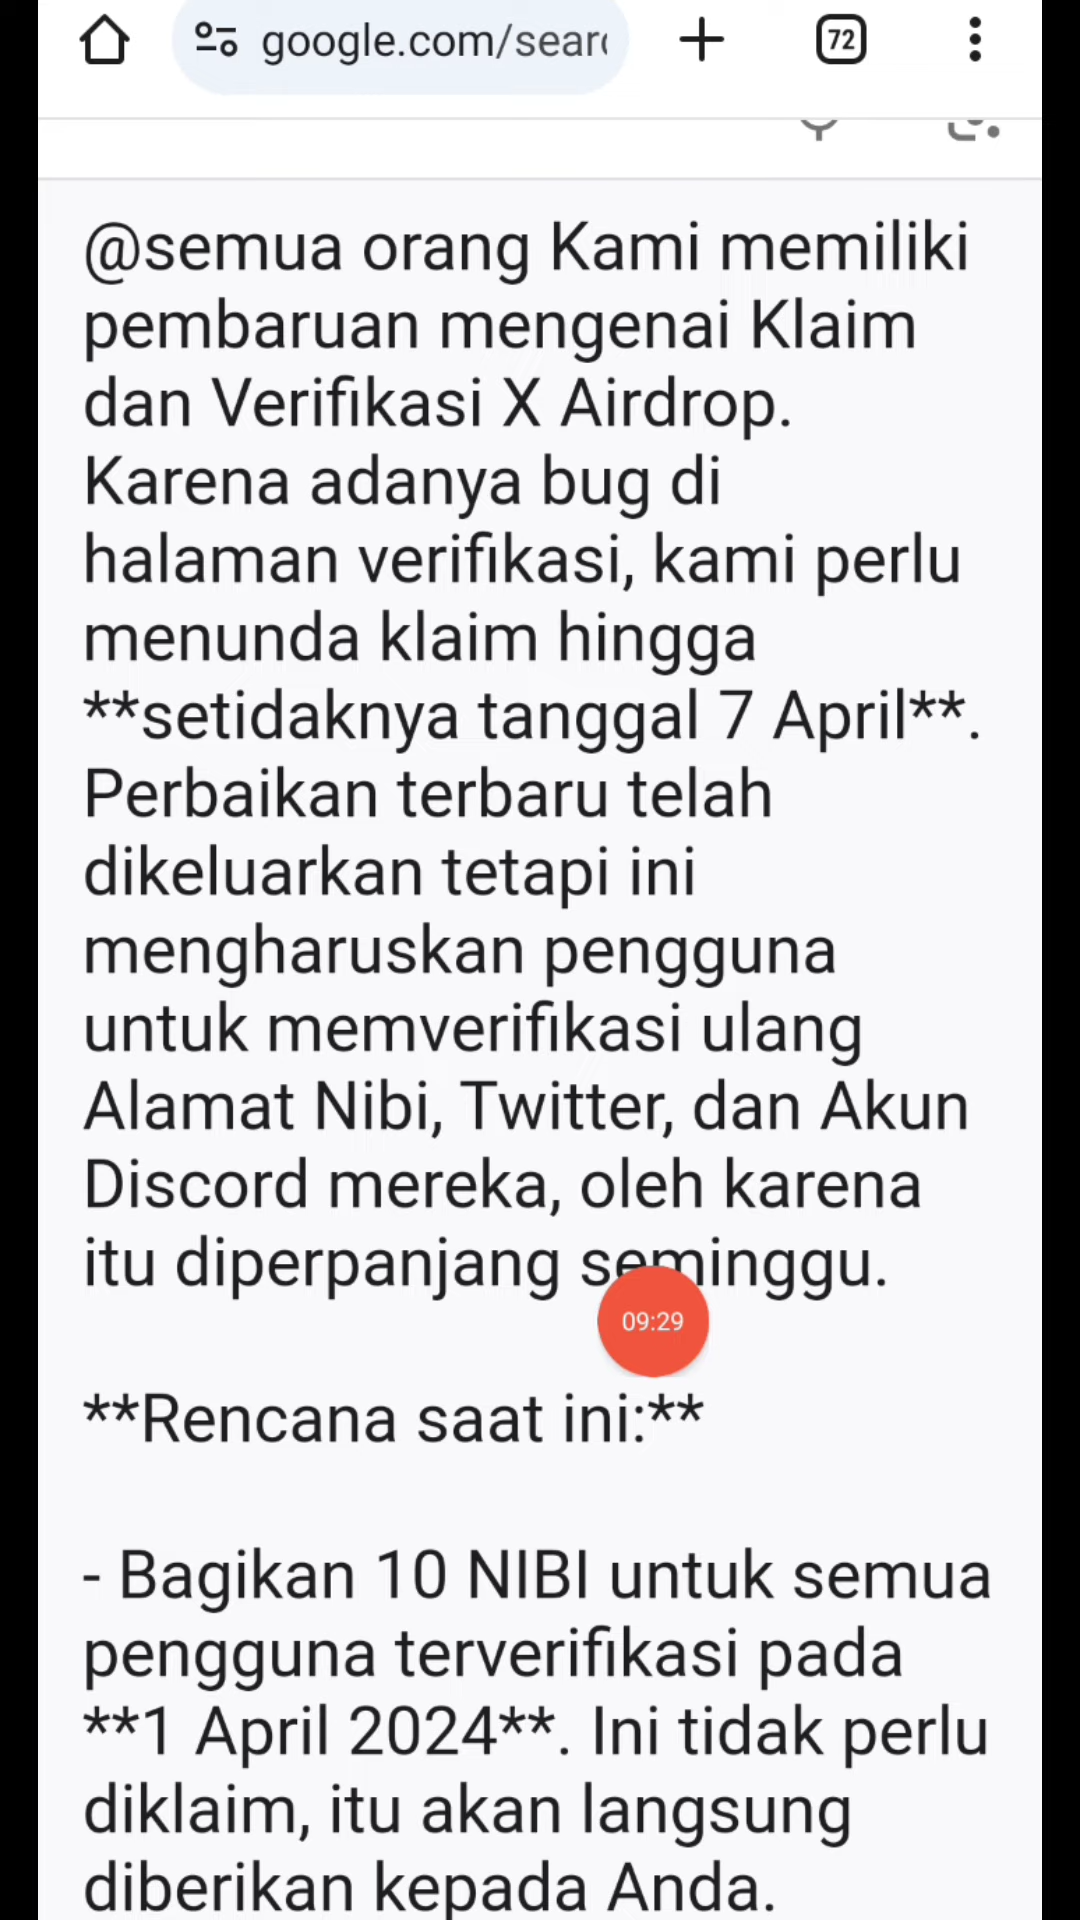 google.com/sear
72
@semua orang Kami memiliki
pembaruan mengenai Klaim
dan Verifikasi X Airdrop.
Karena adanya bug di
halaman verifikasi, kami perlu
menunda klaim hingga
**setidaknya tanggal 7 April**.
Perbaikan terbaru telah
dikeluarkan tetapi ini
mengharuskan pengguna
untuk memverifikasi ulang
Alamat Nibi, Twitter, dan Akun
Discord mereka, oleh karena
itu diperpanjang seminggu.
09:29
**Rencana saat ini:**
- Bagikan 10 NIBI untuk semua
pengguna terverifikasi pada
**1 April 2024**. Ini tidak perlu
diklaim, itu akan langsung
diberikan kepada Anda.